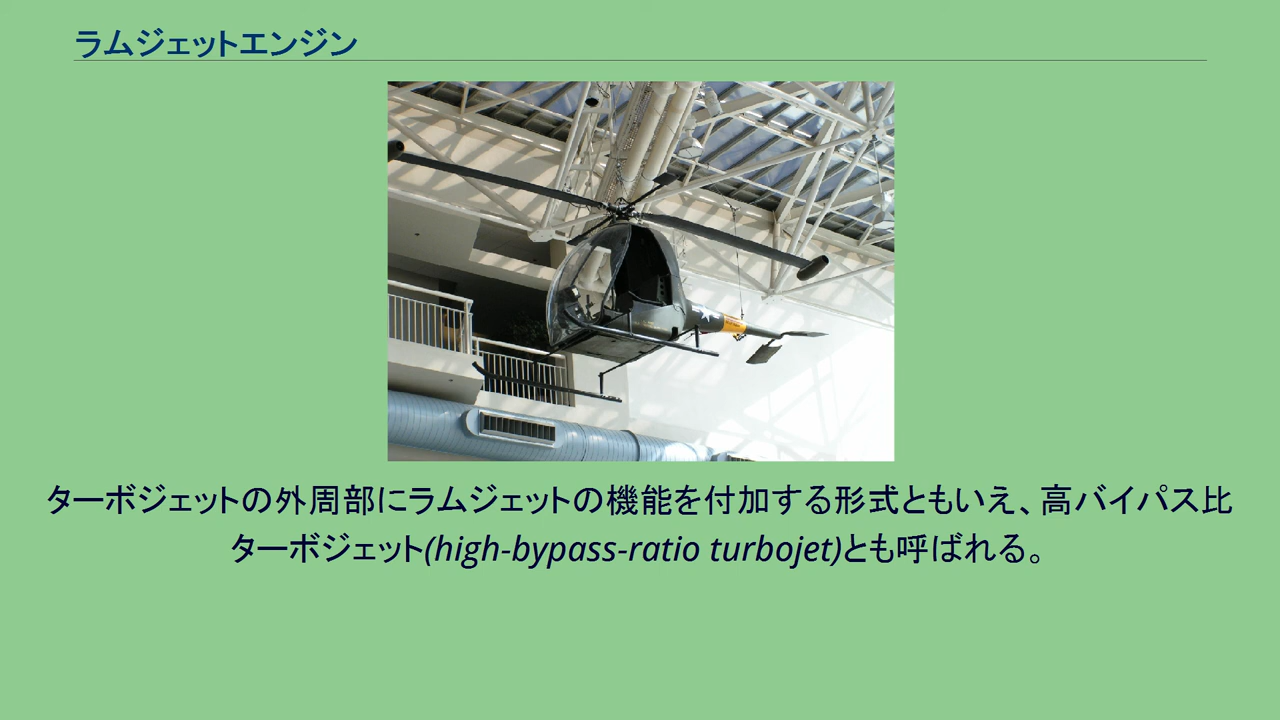 ラムジェットエンジン
ターボジェットの外周部にラムジェットの機能を付加する形式ともいえ、高バイパス比
ターボジェット(high-bypass-ratio turbojet)とも呼ばれる。